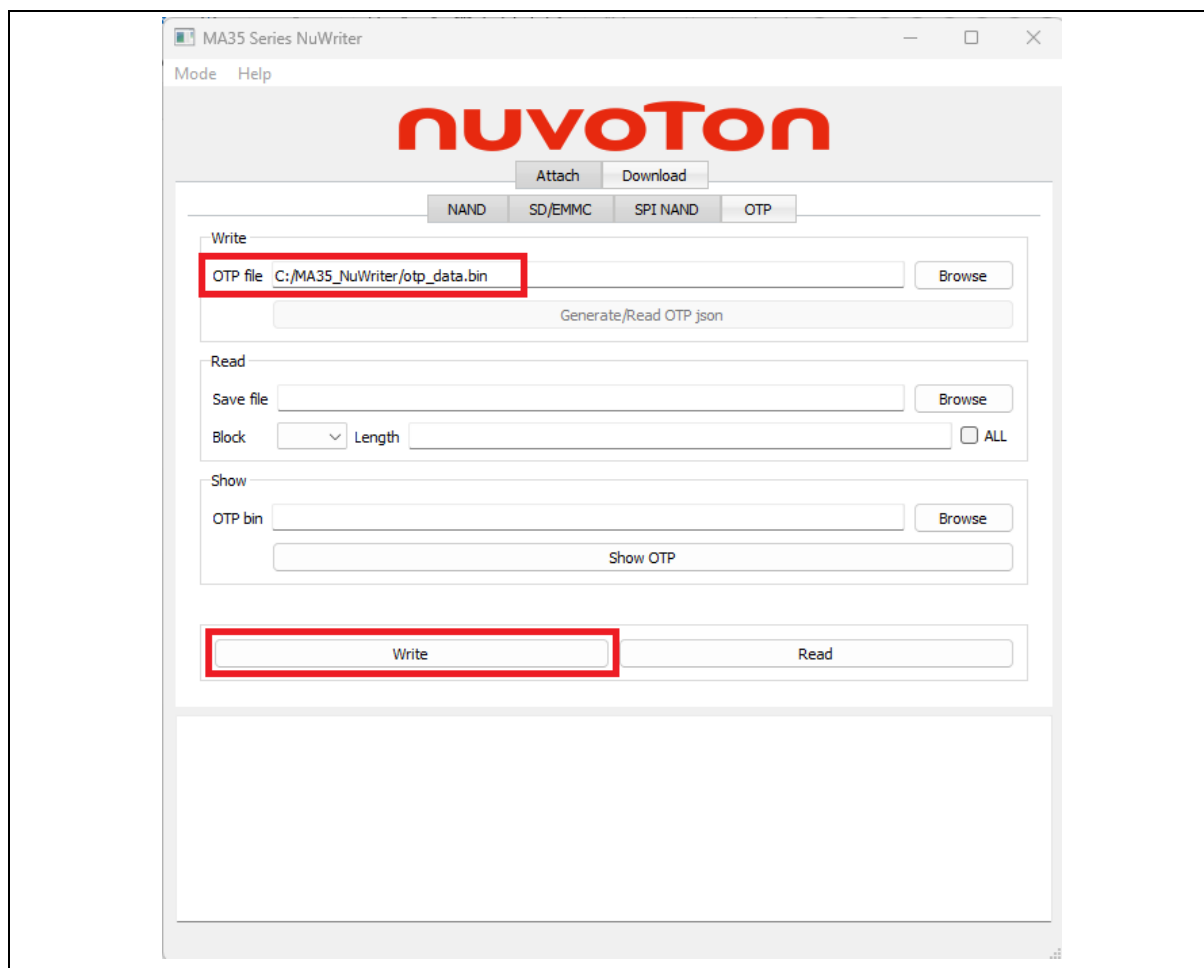 MA35 Series NuWriter
Mode Help
nuvoTon
Attach Download
NAND SD/EMMC SPI NAND OTP
Write
OTP file C:/MA35_NuWriter/otp_data.bin Browse
Generate/Read OTP json
Read
Save file Browse
Block Length ALL
Show
OTP bin Browse
Show OTP
Write Read